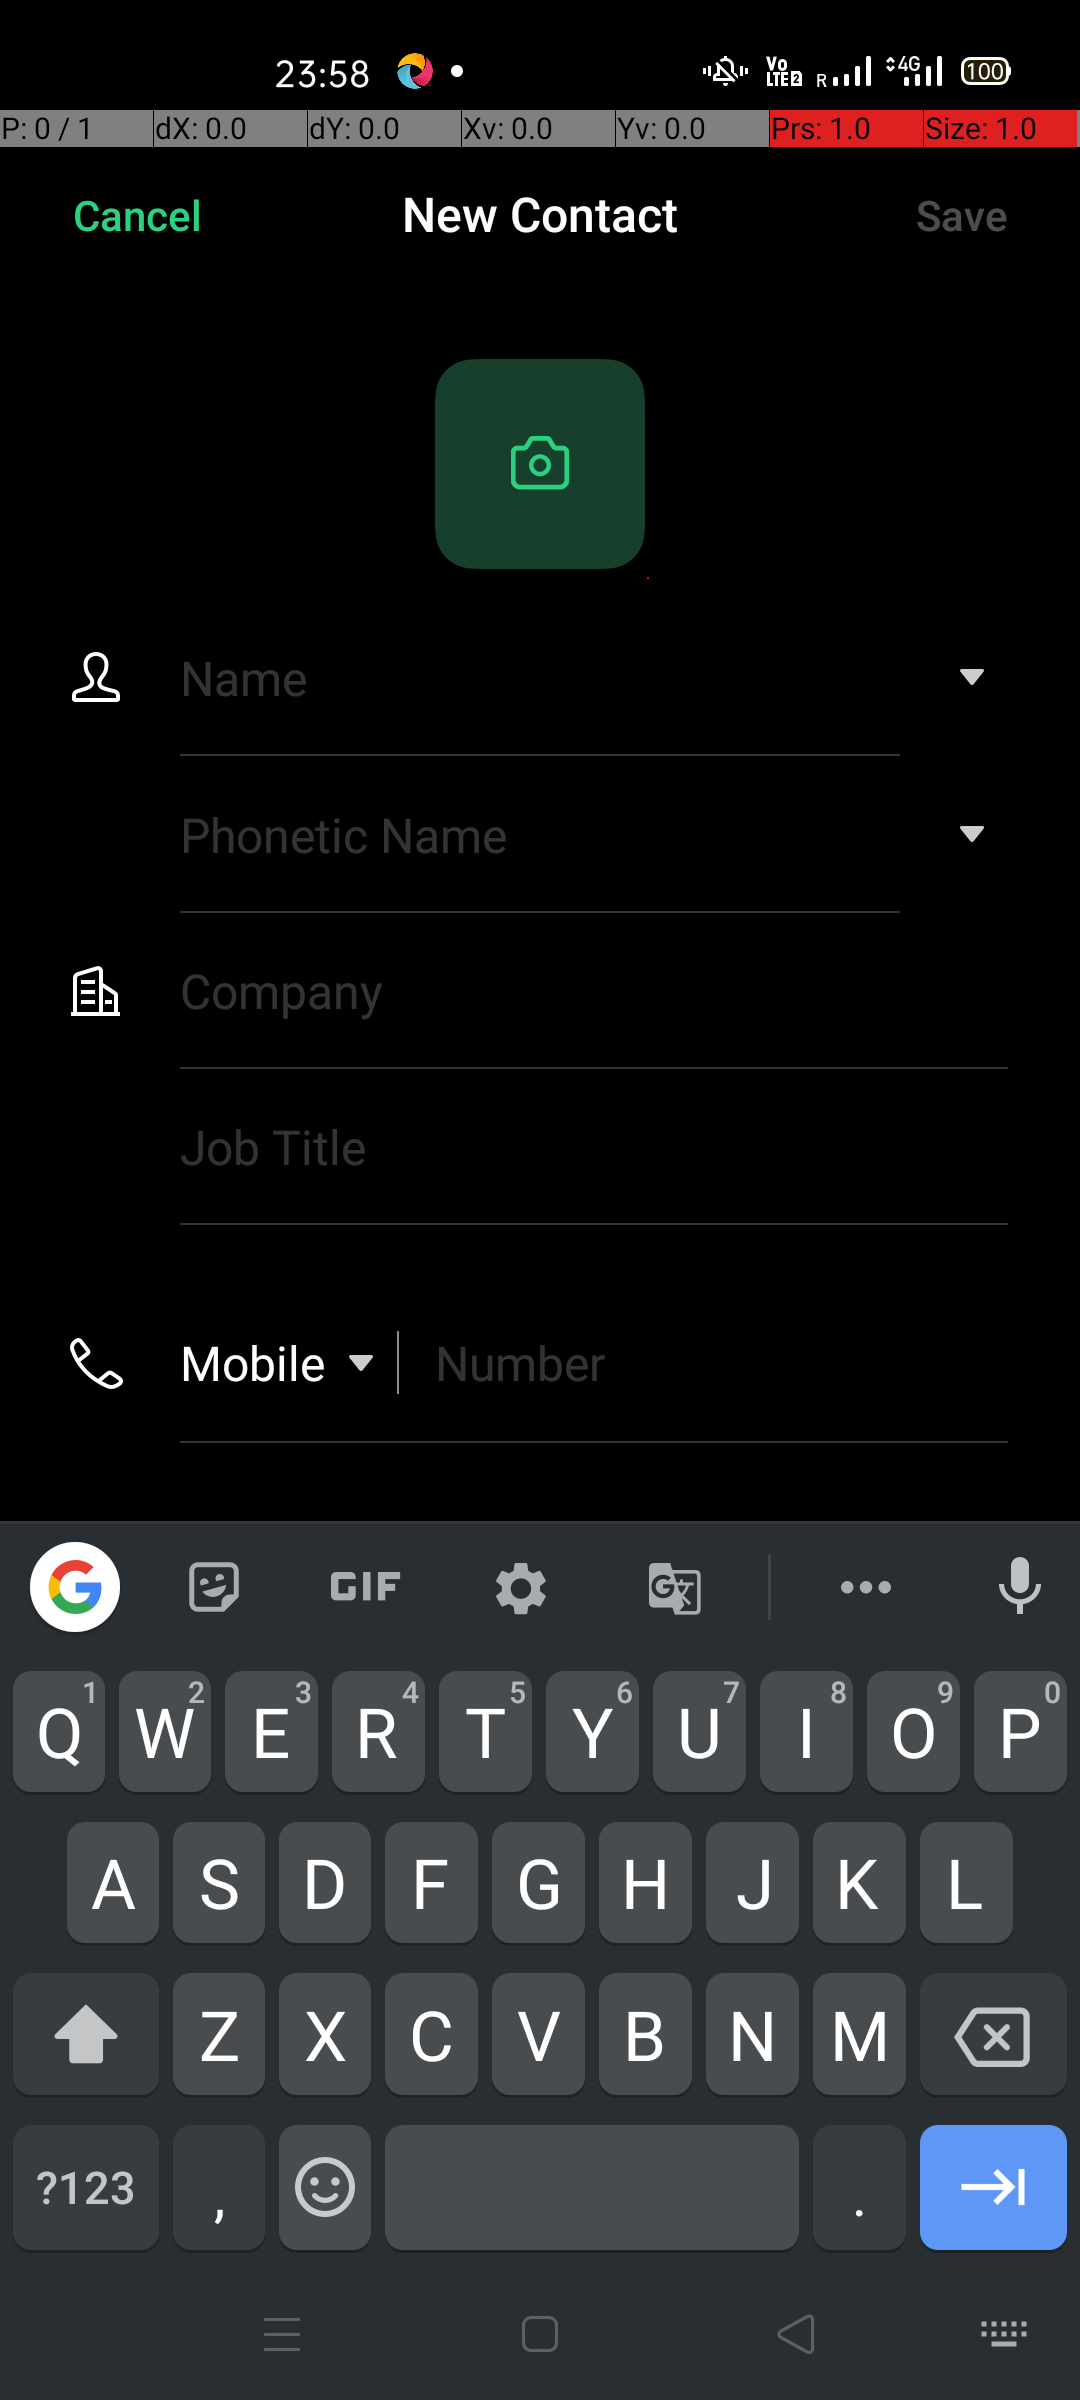 23:58 Vo LTE2 R 4G 100
P: 0 / 1 dX: 0.0 dY: 0.0 Xv: 0.0 Yv: 0.0 Prs: 1.0 Size: 1.0
Cancel New Contact Save
Name
Phonetic Name
Company
Job Title
Mobile Number
G GIF G
1 2 3 4 5 6 7 8 9 0
Q W E R T Y U I O P
A S D F G H J K L
Z X C V B N M
?123 , .